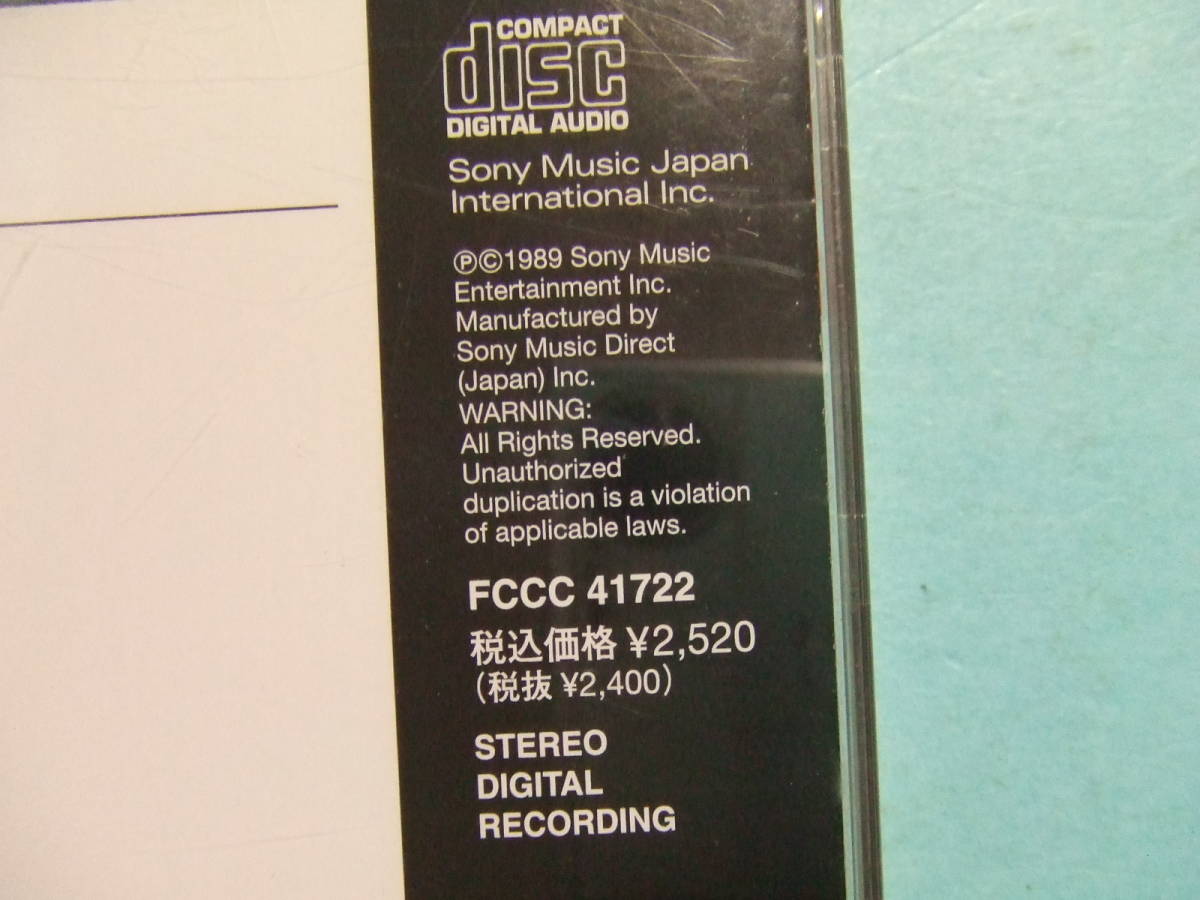 COMPACT
disc
DIGITAL AUDIO
Sony Music Japan
International Inc.
℗©1989 Sony Music
Entertainment Inc.
Manufactured by
Sony Music Direct
(Japan) Inc.
WARNING:
All Rights Reserved.
Unauthorized
duplication is a violation
of applicable laws.
FCCC 41722
税込価格 ¥2,520
(税抜 ¥2,400)
STEREO
DIGITAL
RECORDING